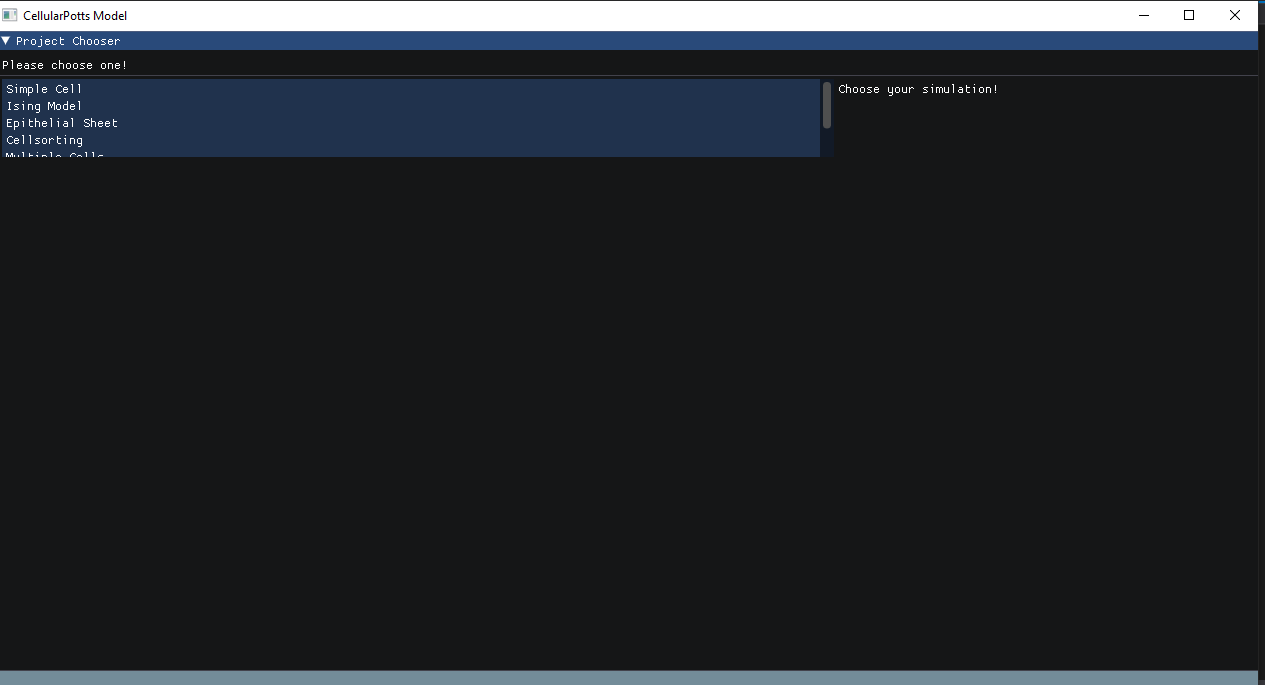 CellularPotts Model
Project Chooser
Please choose one!
Simple Cell
Ising Model
Epithelial Sheet
Cellsorting
Multiple Cells
Choose your simulation!